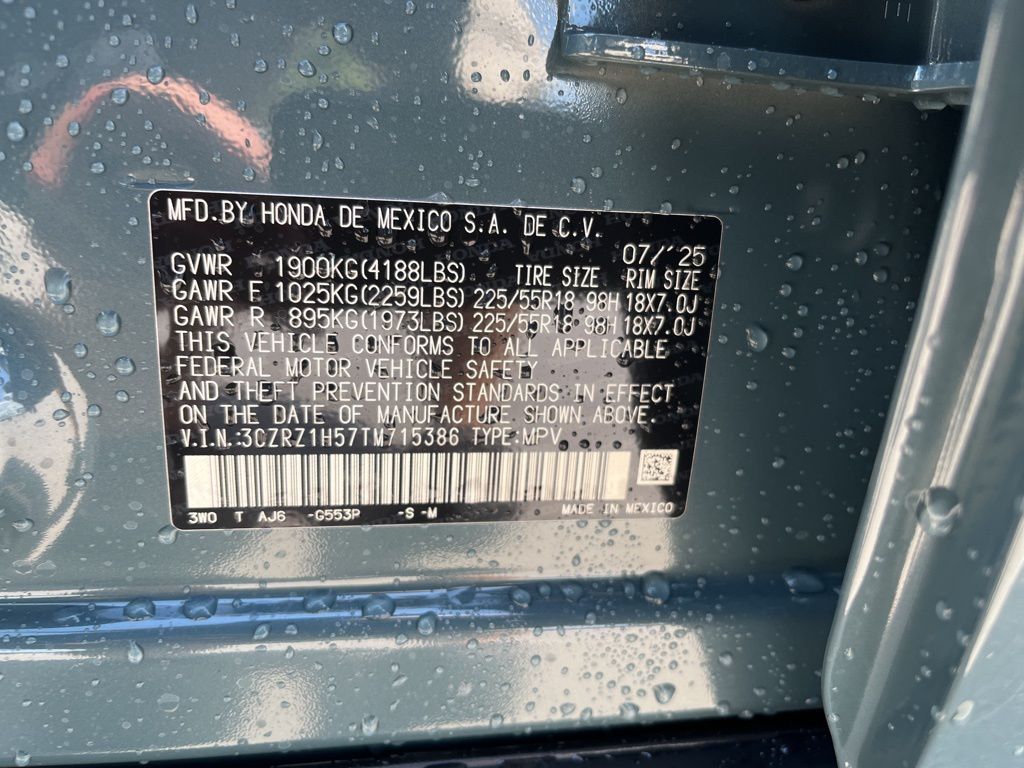 MFD.BY HONDA DE MEXICO S.A. DE C.V.
07/'25
GVWR 1900KG(4188LBS) TIRE SIZE RIM SIZE
GAWR F 1025KG(2259LBS) 225/55R18 98H 18X7.0J
GAWR R 895KG(1973LBS) 225/55R18 98H 18X7.0J
THIS VEHICLE CONFORMS TO ALL APPLICABLE
FEDERAL MOTOR VEHICLE SAFETY
AND THEFT PREVENTION STANDARDS IN EFFECT
ON THE DATE OF MANUFACTURE SHOWN ABOVE
V.I.N.:3CZRZ1H57TM715386 TYPE:MPV
3W0 T AJ6 -G553P -S -M MADE IN MEXICO